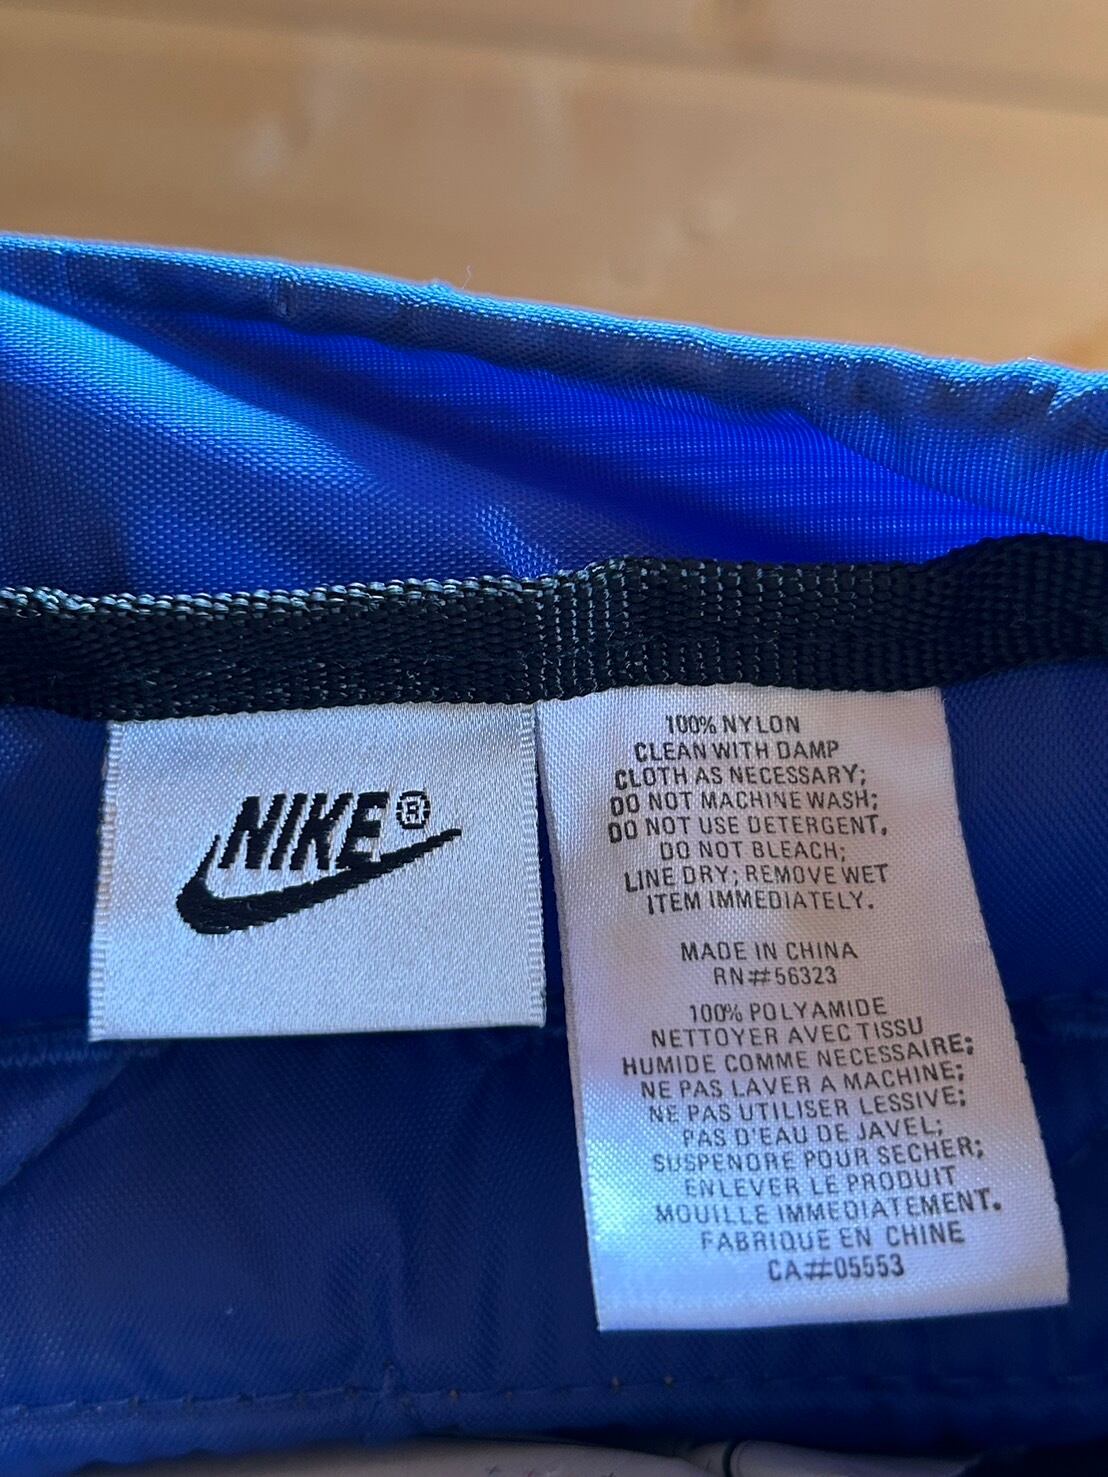 NIKE®
100% NYLON
CLEAN WITH DAMP
CLOTH AS NECESSARY;
DO NOT MACHINE WASH;
DO NOT USE DETERGENT,
DO NOT BLEACH;
LINE DRY; REMOVE WET
ITEM IMMEDIATELY.
MADE IN CHINA
RN#56323
100% POLYAMIDE
NETTOYER AVEC TISSU
HUMIDE COMME NECESSAIRE;
NE PAS LAVER A MACHINE;
NE PAS UTILISER LESSIVE;
PAS D'EAU DE JAVEL;
SUSPENDRE POUR SECHER;
ENLEVER LE PRODUIT
MOUILLE IMMEDIATEMENT.
FABRIQUE EN CHINE
CA#05553